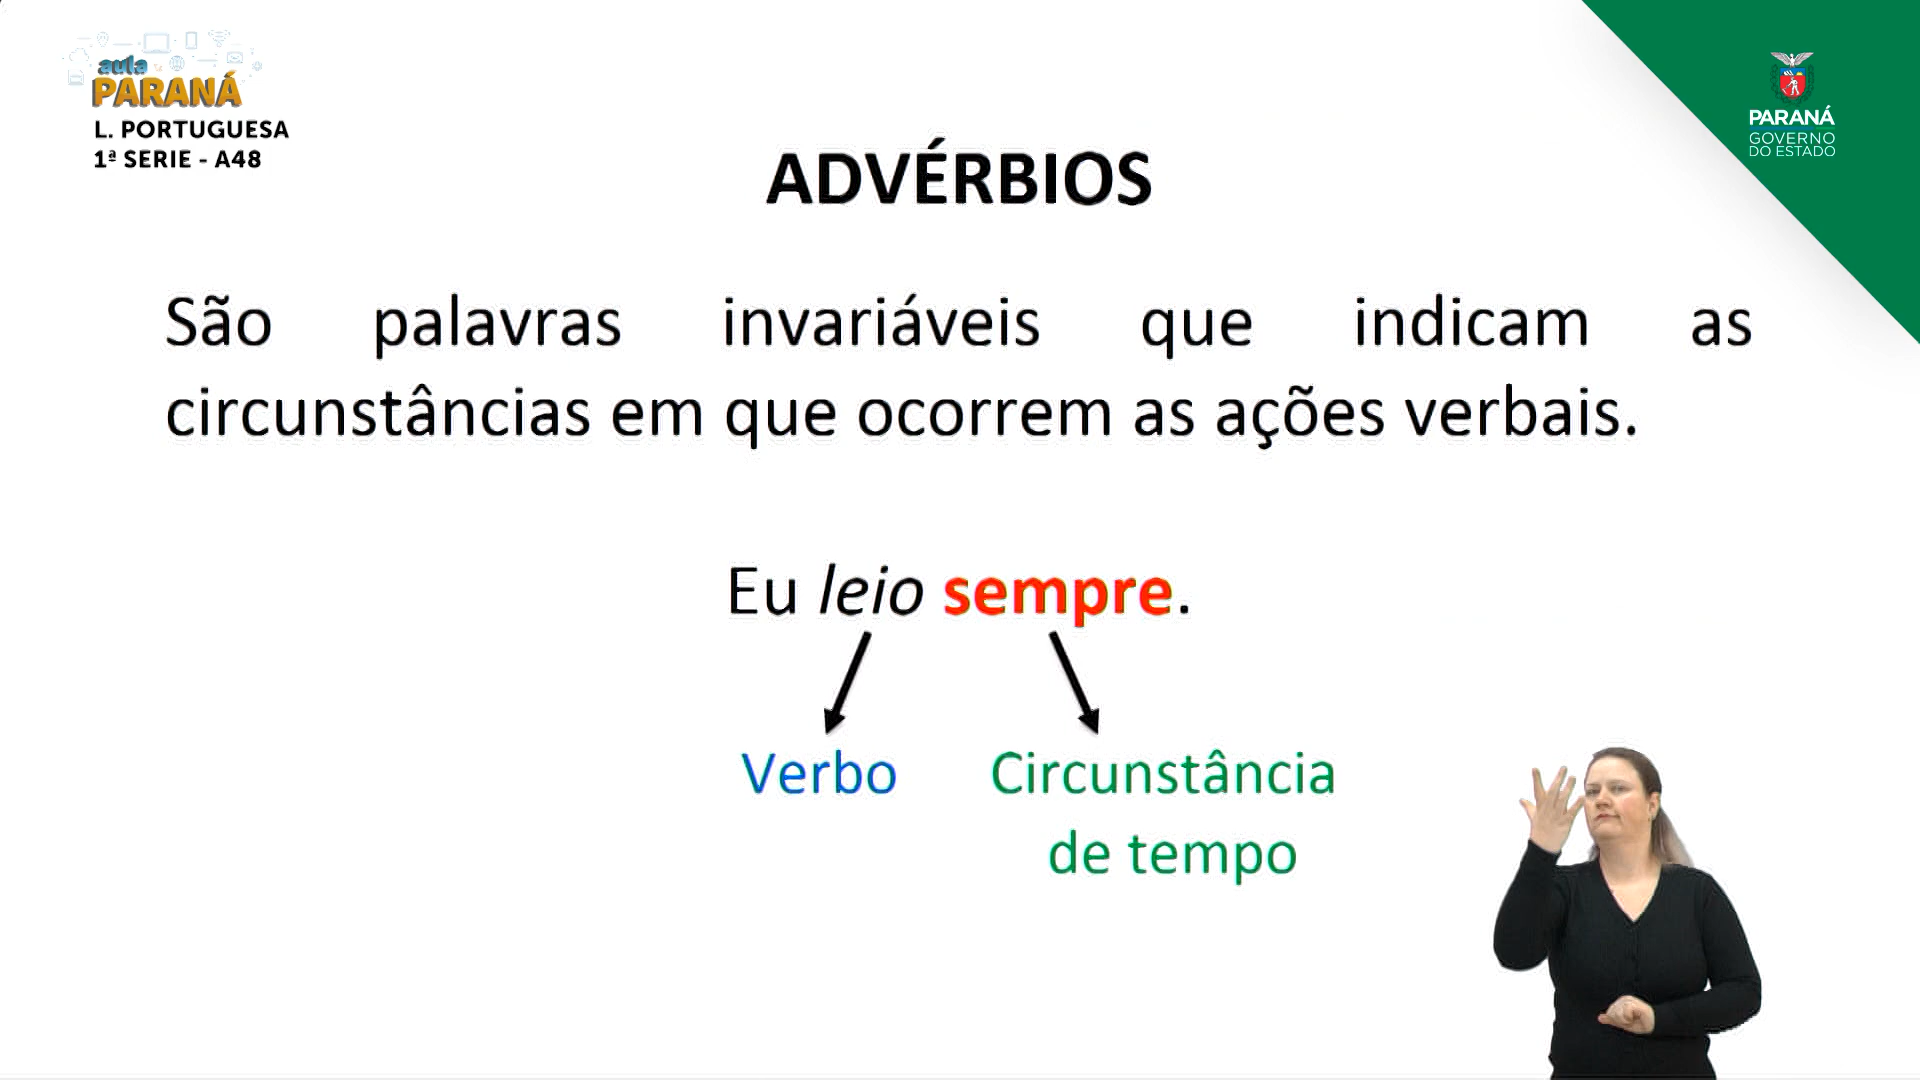 aula
PARANÁ
L. PORTUGUESA
1ª SERIE - A48
PARANÁ
GOVERNO
DO ESTADO
ADVÉRBIOS
São palavras invariáveis que indicam as
circunstâncias em que ocorrem as ações verbais.
Eu leio sempre.
Verbo
Circunstância
de tempo